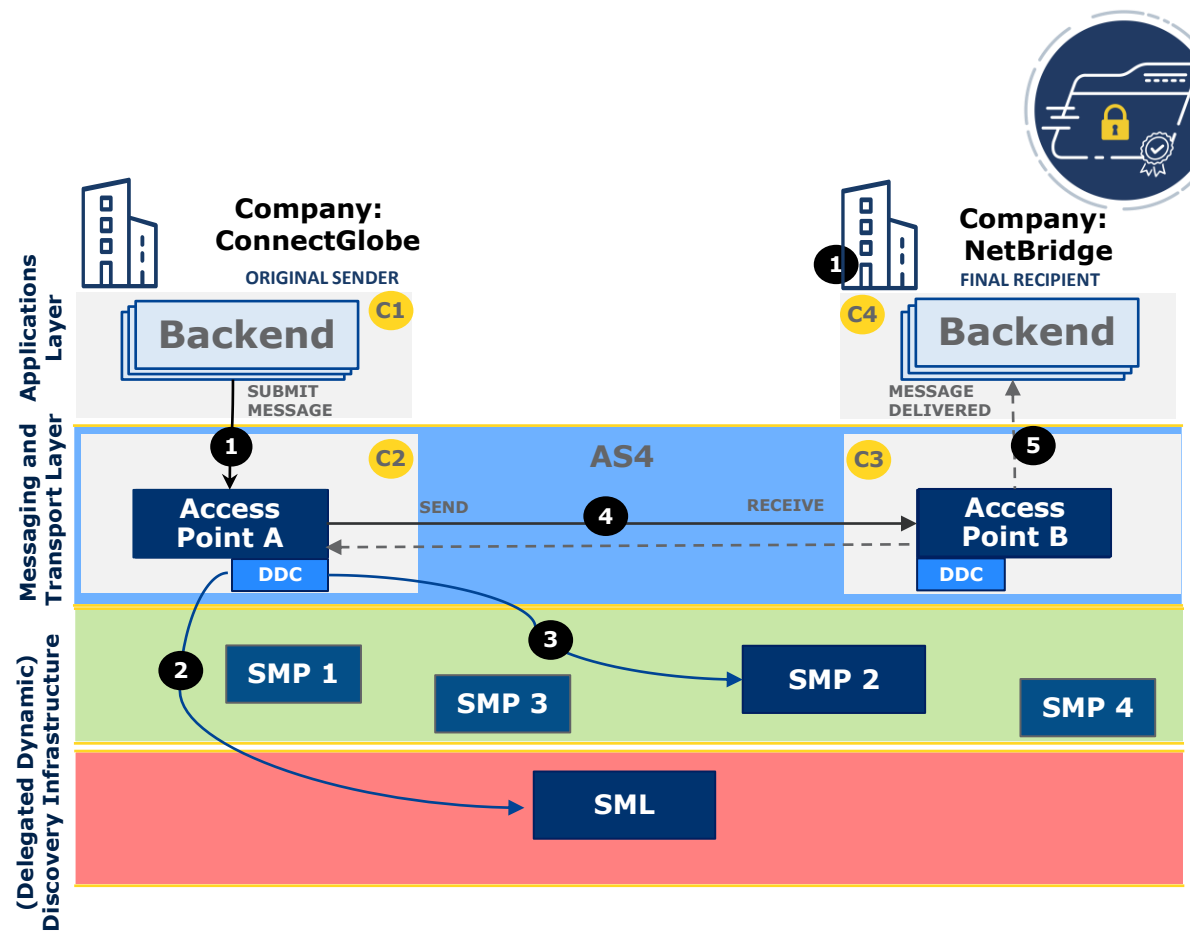 Company:
ConnectGlobe
ORIGINAL SENDER
Company:
NetBridge
FINAL RECIPIENT
1
Applications
Layer
C1
Backend
SUBMIT
MESSAGE
C4
Backend
MESSAGE
DELIVERED
Messaging and
Transport Layer
1
C2
AS4
C3
5
Access
Point A
DDC
SEND
4
RECEIVE
Access
Point B
DDC
(Delegated Dynamic)
Discovery Infrastructure
2
3
SMP 1
SMP 3
SMP 2
SMP 4
SML